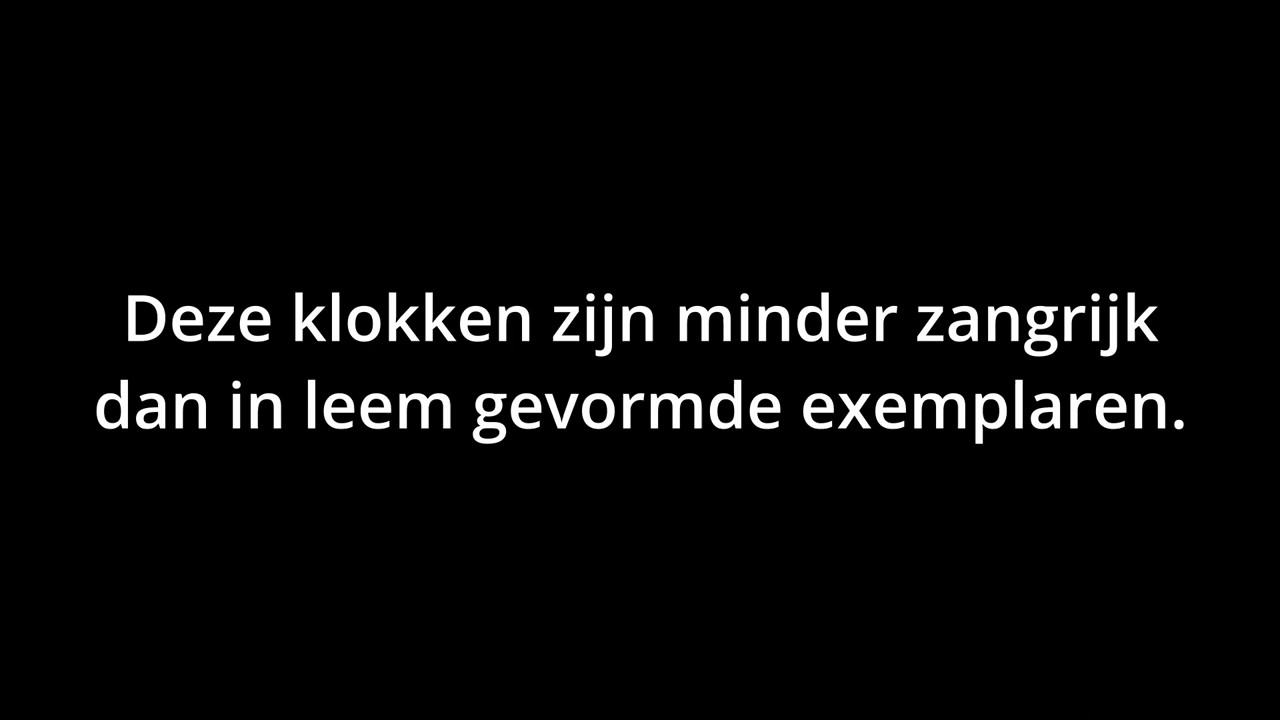 Deze klokken zijn minder zangrijk
dan in leem gevormde exemplaren.